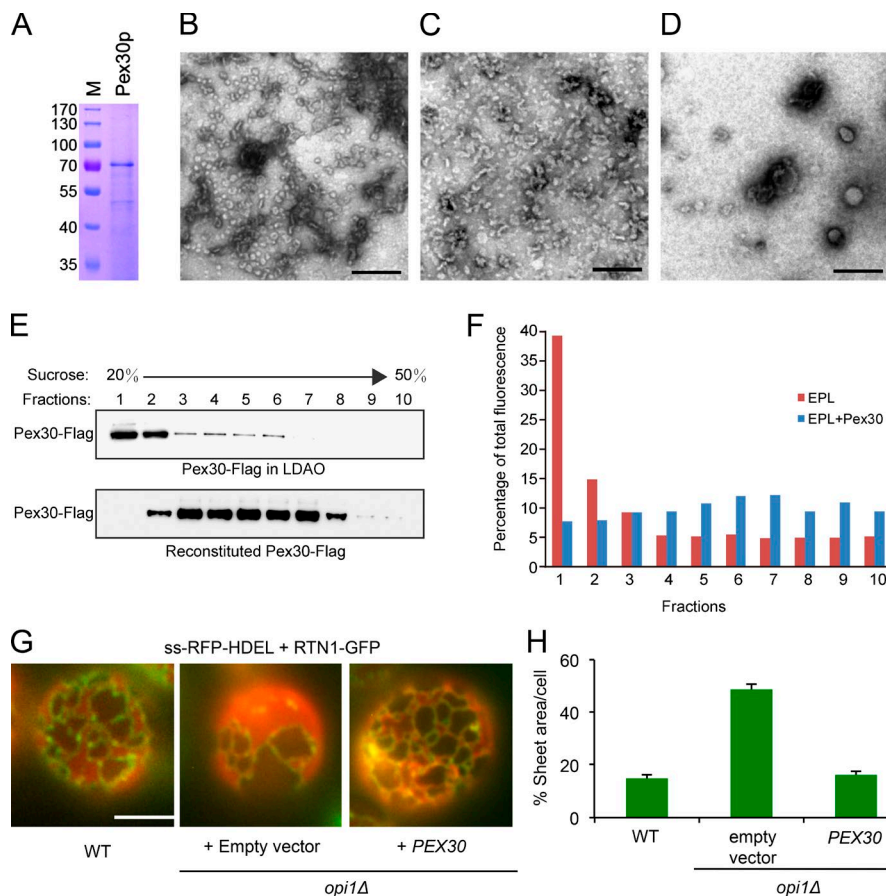 A
M
Pex30p
170
130
100
70
55
40
35
B
C
D
E
Sucrose: 20% 50%
Fractions: 1 2 3 4 5 6 7 8 9 10
Pex30-Flag
Pex30-Flag in LDAO
Pex30-Flag
Reconstituted Pex30-Flag
F
Percentage of total fluorescence
40
35
30
25
20
15
10
5
0
EPL
EPL+Pex30
1 2 3 4 5 6 7 8 9 10
Fractions
G
ss-RFP-HDEL + RTN1-GFP
WT
+ Empty vector
+ PEX30
opi1Δ
H
% Sheet area/cell
60
40
20
0
WT
empty
vector
PEX30
opi1Δ